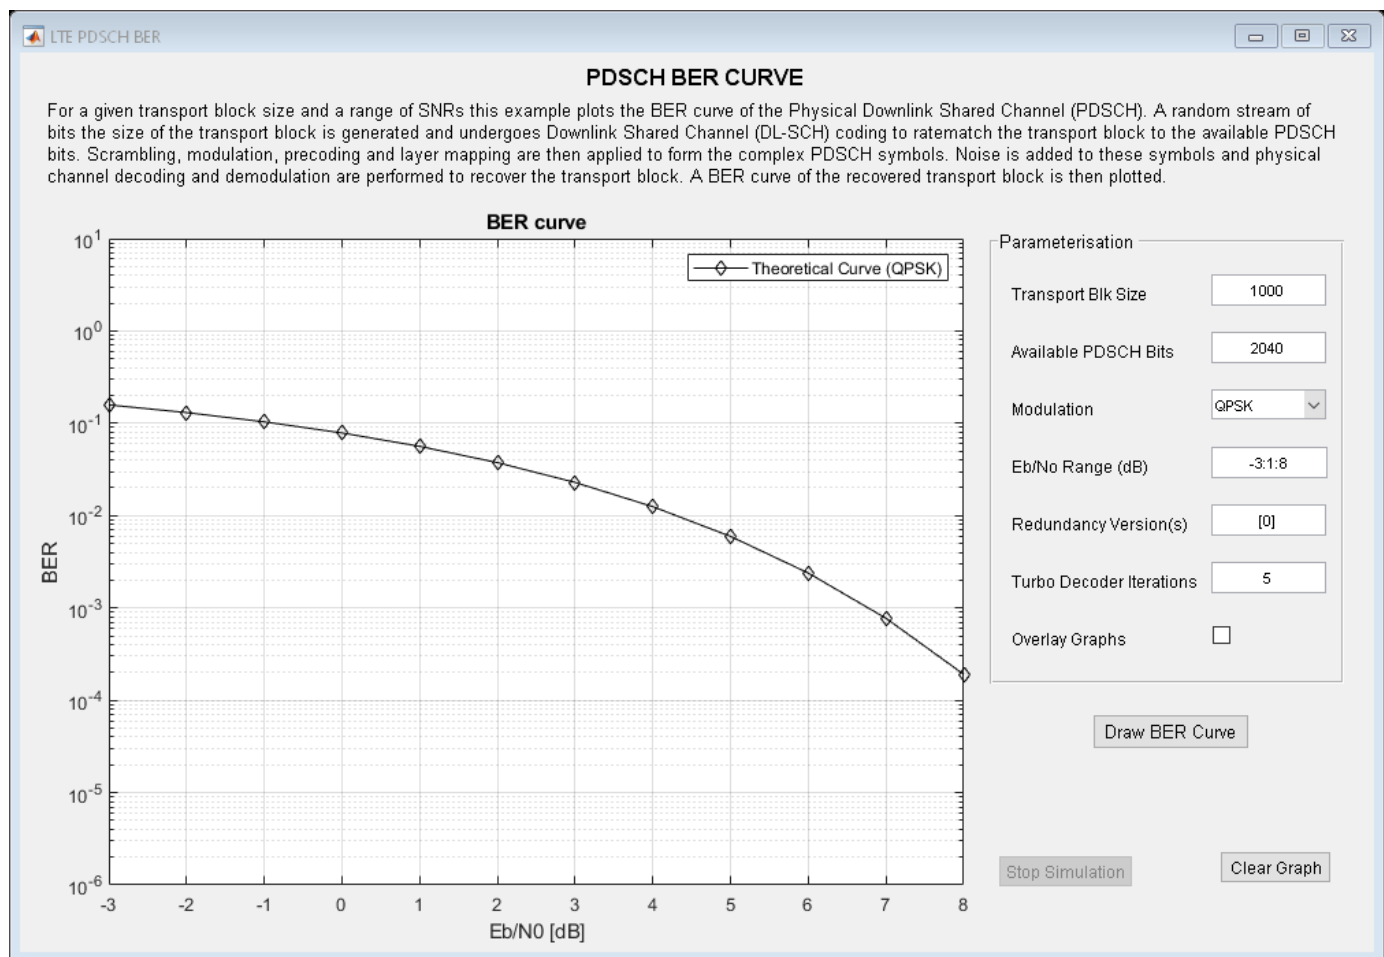 LTE PDSCH BER
PDSCH BER CURVE
For a given transport block size and a range of SNRs this example plots the BER curve of the Physical Downlink Shared Channel (PDSCH). A random stream of
bits the size of the transport block is generated and undergoes Downlink Shared Channel (DL-SCH) coding to ratematch the transport block to the available PDSCH
bits. Scrambling, modulation, precoding and layer mapping are then applied to form the complex PDSCH symbols. Noise is added to these symbols and physical
channel decoding and demodulation are performed to recover the transport block. A BER curve of the recovered transport block is then plotted.
BER curve
Theoretical Curve (QPSK)
10^1
10^0
10^-1
10^-2
10^-3
10^-4
10^-5
10^-6
BER
-3 -2 -1 0 1 2 3 4 5 6 7 8
Eb/N0 [dB]
Parameterisation
Transport Blk Size 1000
Available PDSCH Bits 2040
Modulation QPSK
Eb/No Range (dB) -3:1:8
Redundancy Version(s) [0]
Turbo Decoder Iterations 5
Overlay Graphs
Draw BER Curve
Stop Simulation Clear Graph